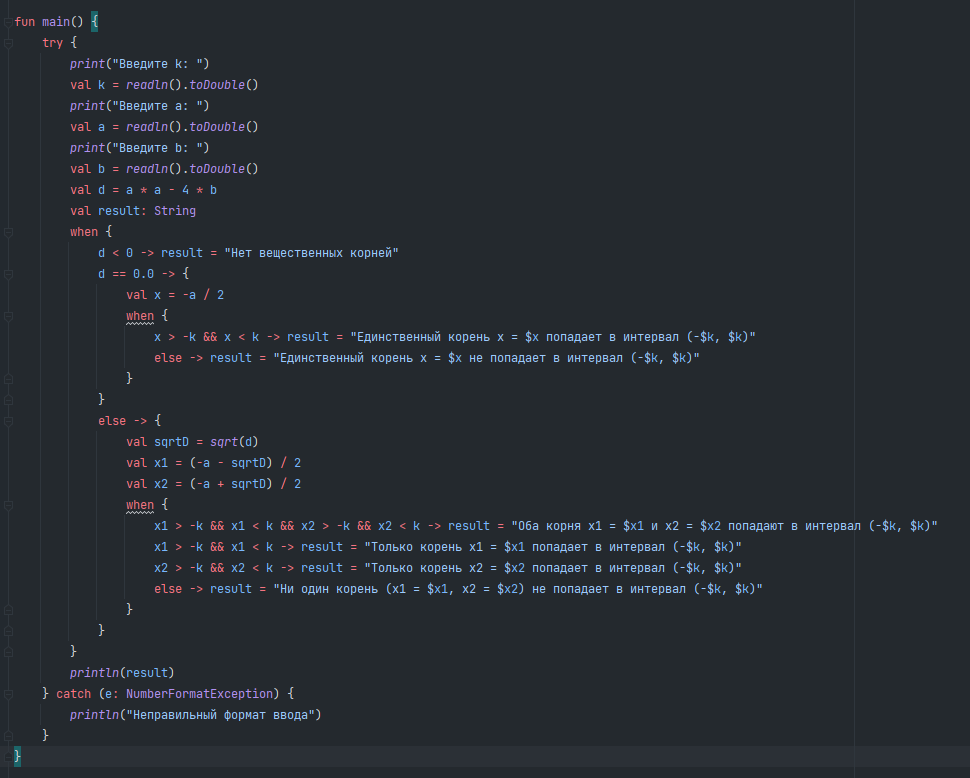 fun main() {
try {
print("Введите k: ")
val k = readln().toDouble()
print("Введите a: ")
val a = readln().toDouble()
print("Введите b: ")
val b = readln().toDouble()
val d = a * a - 4 * b
val result: String
when {
d < 0 -> result = "Нет вещественных корней"
d == 0.0 -> {
val x = -a / 2
when {
x > -k && x < k -> result = "Единственный корень x = $x попадает в интервал (-$k, $k)"
else -> result = "Единственный корень x = $x не попадает в интервал (-$k, $k)"
}
}
else -> {
val sqrtD = sqrt(d)
val x1 = (-a - sqrtD) / 2
val x2 = (-a + sqrtD) / 2
when {
x1 > -k && x1 < k && x2 > -k && x2 < k -> result = "Оба корня x1 = $x1 и x2 = $x2 попадают в интервал (-$k, $k)"
x1 > -k && x1 < k -> result = "Только корень x1 = $x1 попадает в интервал (-$k, $k)"
x2 > -k && x2 < k -> result = "Только корень x2 = $x2 попадает в интервал (-$k, $k)"
else -> result = "Ни один корень (x1 = $x1, x2 = $x2) не попадает в интервал (-$k, $k)"
}
}
}
println(result)
} catch (e: NumberFormatException) {
println("Неправильный формат ввода")
}
}